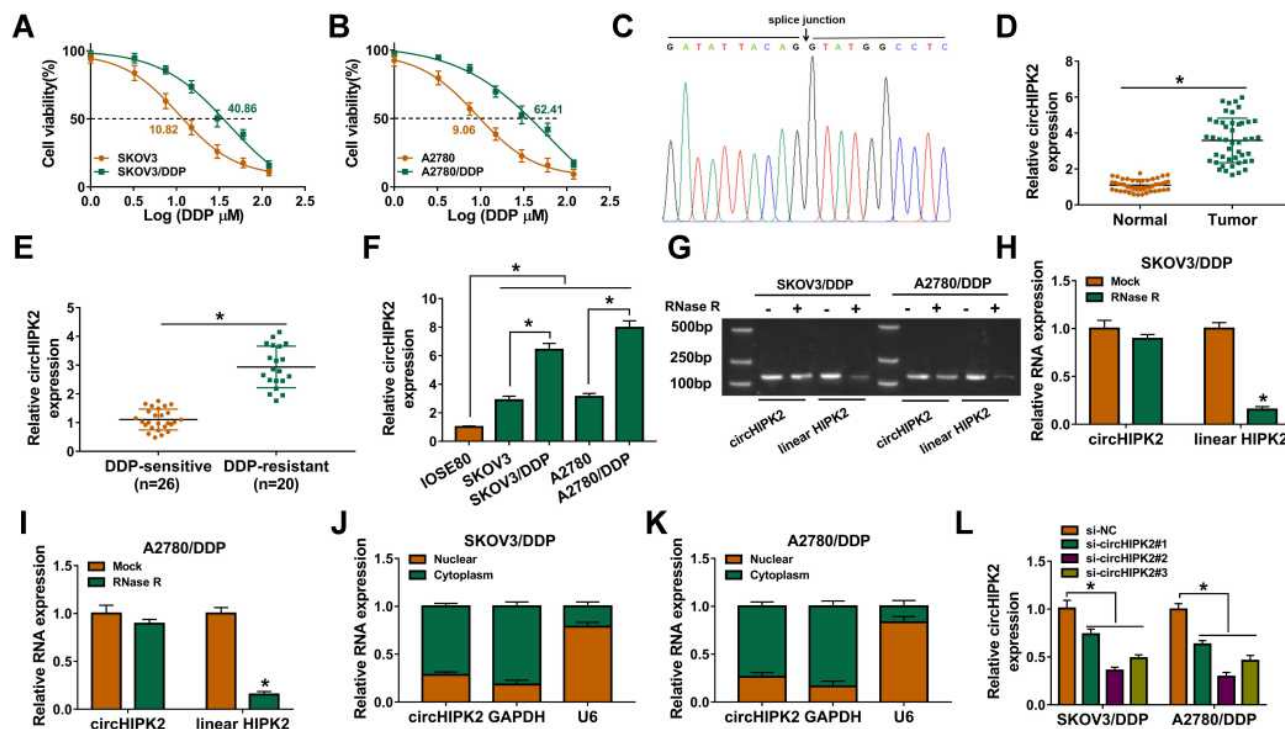 A
Cell viability(%)
100
50
0
40.86
10.82
SKOV3
SKOV3/DDP
0.0 0.5 1.0 1.5 2.0 2.5
Log (DDP μM)
B
Cell viability(%)
100
50
0
62.41
9.06
A2780
A2780/DDP
0.0 0.5 1.0 1.5 2.0 2.5
Log (DDP μM)
C
splice junction
G A T A T T A C A G G T A T G G C C T C
D
Relative circHIPK2
expression
8
6
4
2
0
*
Normal Tumor
E
Relative circHIPK2
expression
5
4
3
2
1
0
*
DDP-sensitive DDP-resistant
(n=26) (n=20)
F
Relative circHIPK2
expression
10
8
6
4
2
0
*
*
*
IOSE80
SKOV3
SKOV3/DDP
A2780
A2780/DDP
G
SKOV3/DDP A2780/DDP
RNase R - + - + - + - +
500bp
250bp
100bp
circHIPK2
linear HIPK2
circHIPK2
linear HIPK2
H
SKOV3/DDP
Relative RNA expression
1.5
1.0
0.5
0.0
Mock
RNase R
*
circHIPK2 linear HIPK2
I
A2780/DDP
Relative RNA expression
1.5
1.0
0.5
0.0
Mock
RNase R
*
circHIPK2 linear HIPK2
J
SKOV3/DDP
Relative RNA expression
1.5
1.0
0.5
0.0
Nuclear
Cytoplasm
circHIPK2 GAPDH U6
K
A2780/DDP
Relative RNA expression
1.5
1.0
0.5
0.0
Nuclear
Cytoplasm
circHIPK2 GAPDH U6
L
Relative circHIPK2
expression
1.5
1.0
0.5
0.0
si-NC
si-circHIPK2#1
si-circHIPK2#2
si-circHIPK2#3
*
*
SKOV3/DDP A2780/DDP